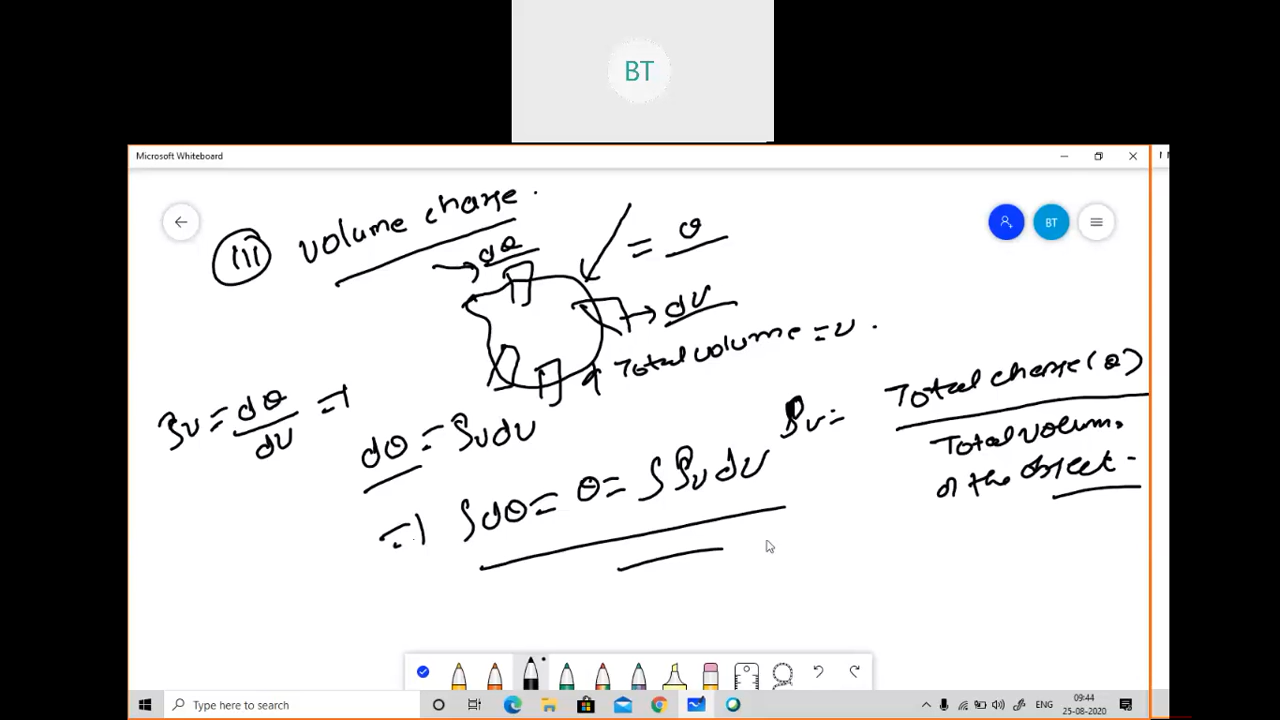 BT
Microsoft Whiteboard
(iii) volume charge.
dQ
= Q
BT
dV
Total volume = v.
ρv = dQ/dV ⇒
dQ = ρv dv
ρv = Total charge (Q)
Total volum.
of the object -
⇒ ∫dQ = Q = ∫ρv dv
Type here to search
ENG
09:44
25-08-2020